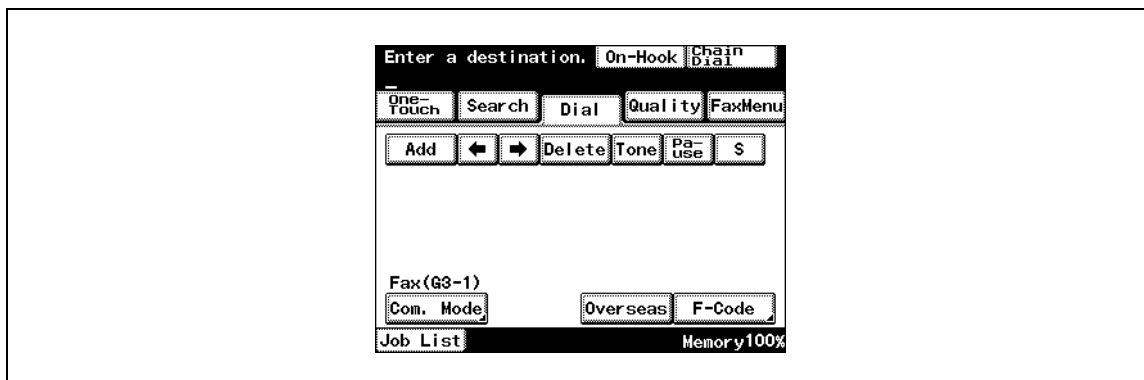 Enter a destination. On-Hook Chain Dial
One-Touch Search Dial Quality FaxMenu
Add ← → Delete Tone Pa-use S
Fax(G3-1)
Com. Mode Overseas F-Code
Job List Memory100%